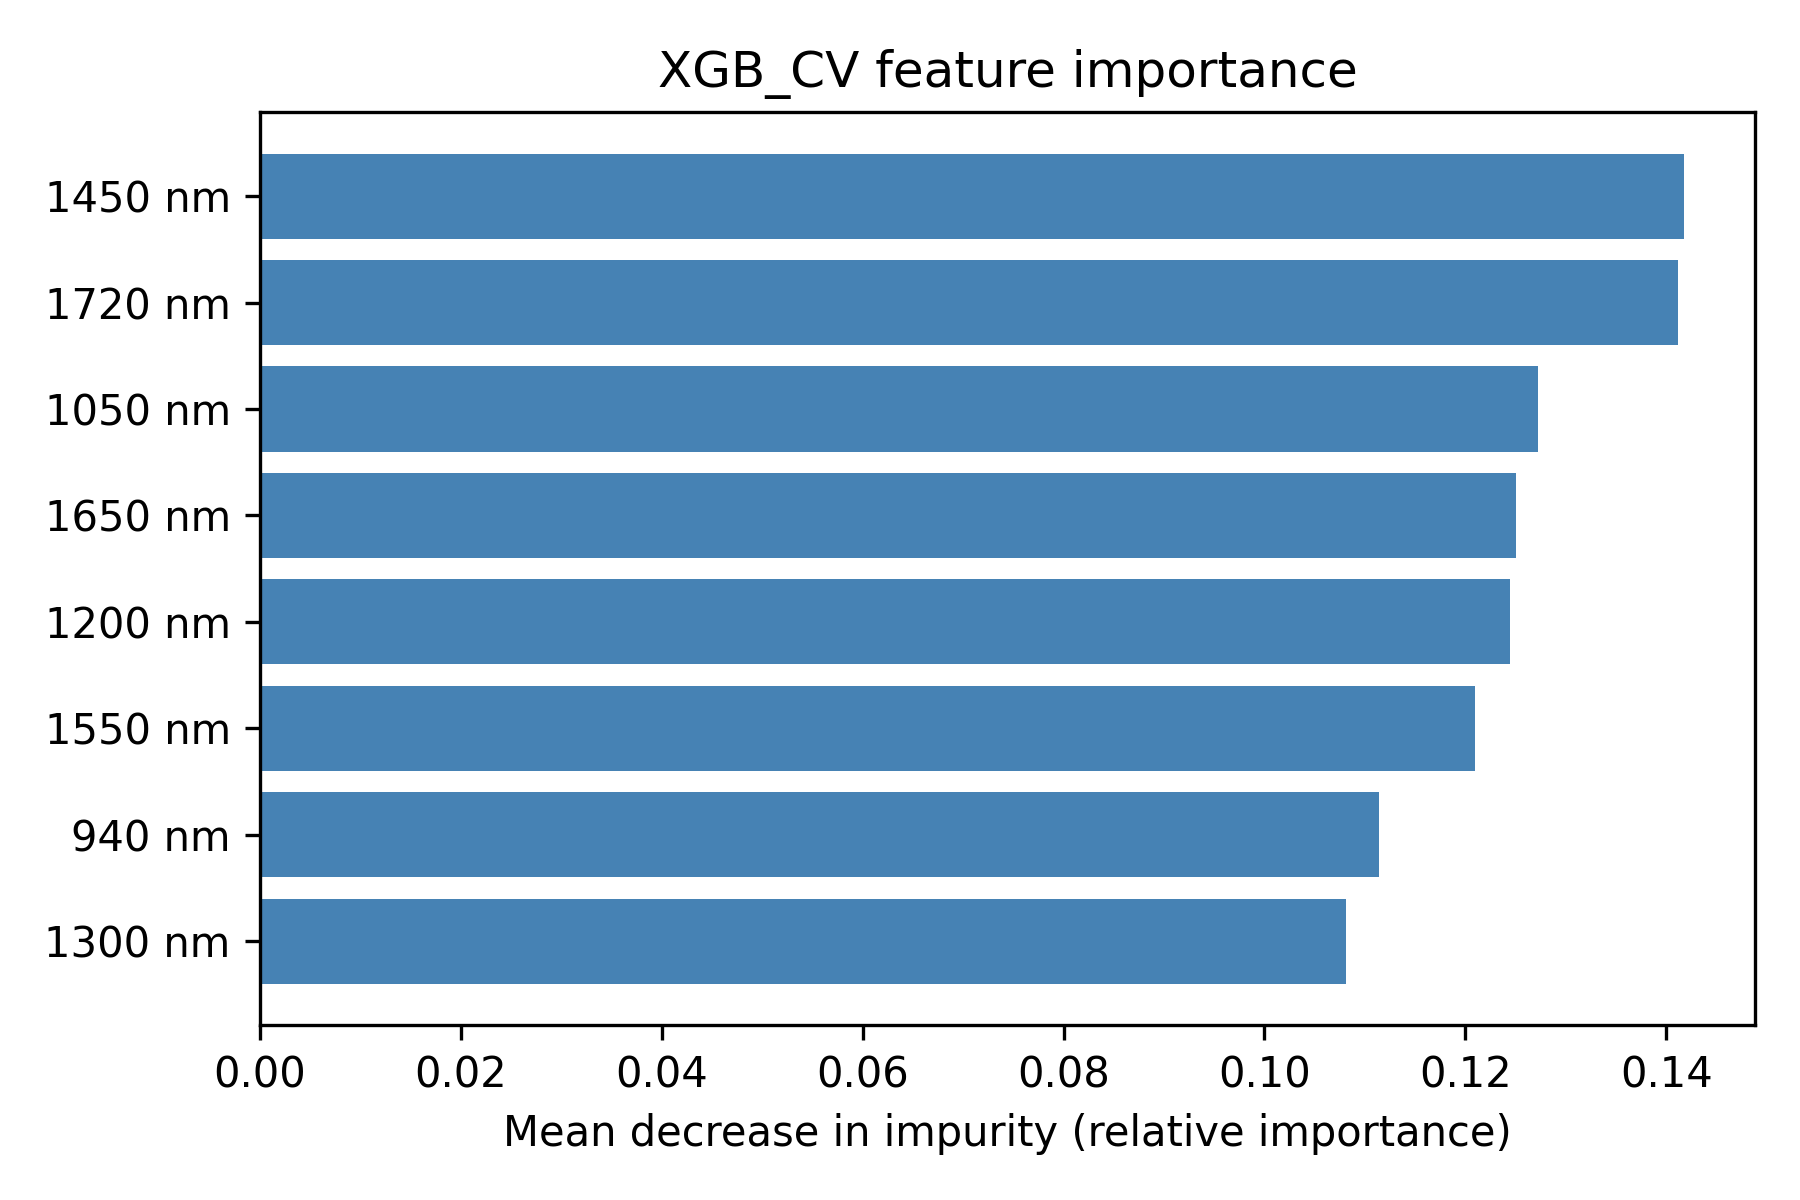 XGB_CV feature importance
1450 nm
1720 nm
1050 nm
1650 nm
1200 nm
1550 nm
940 nm
1300 nm
0.00 0.02 0.04 0.06 0.08 0.10 0.12 0.14
Mean decrease in impurity (relative importance)